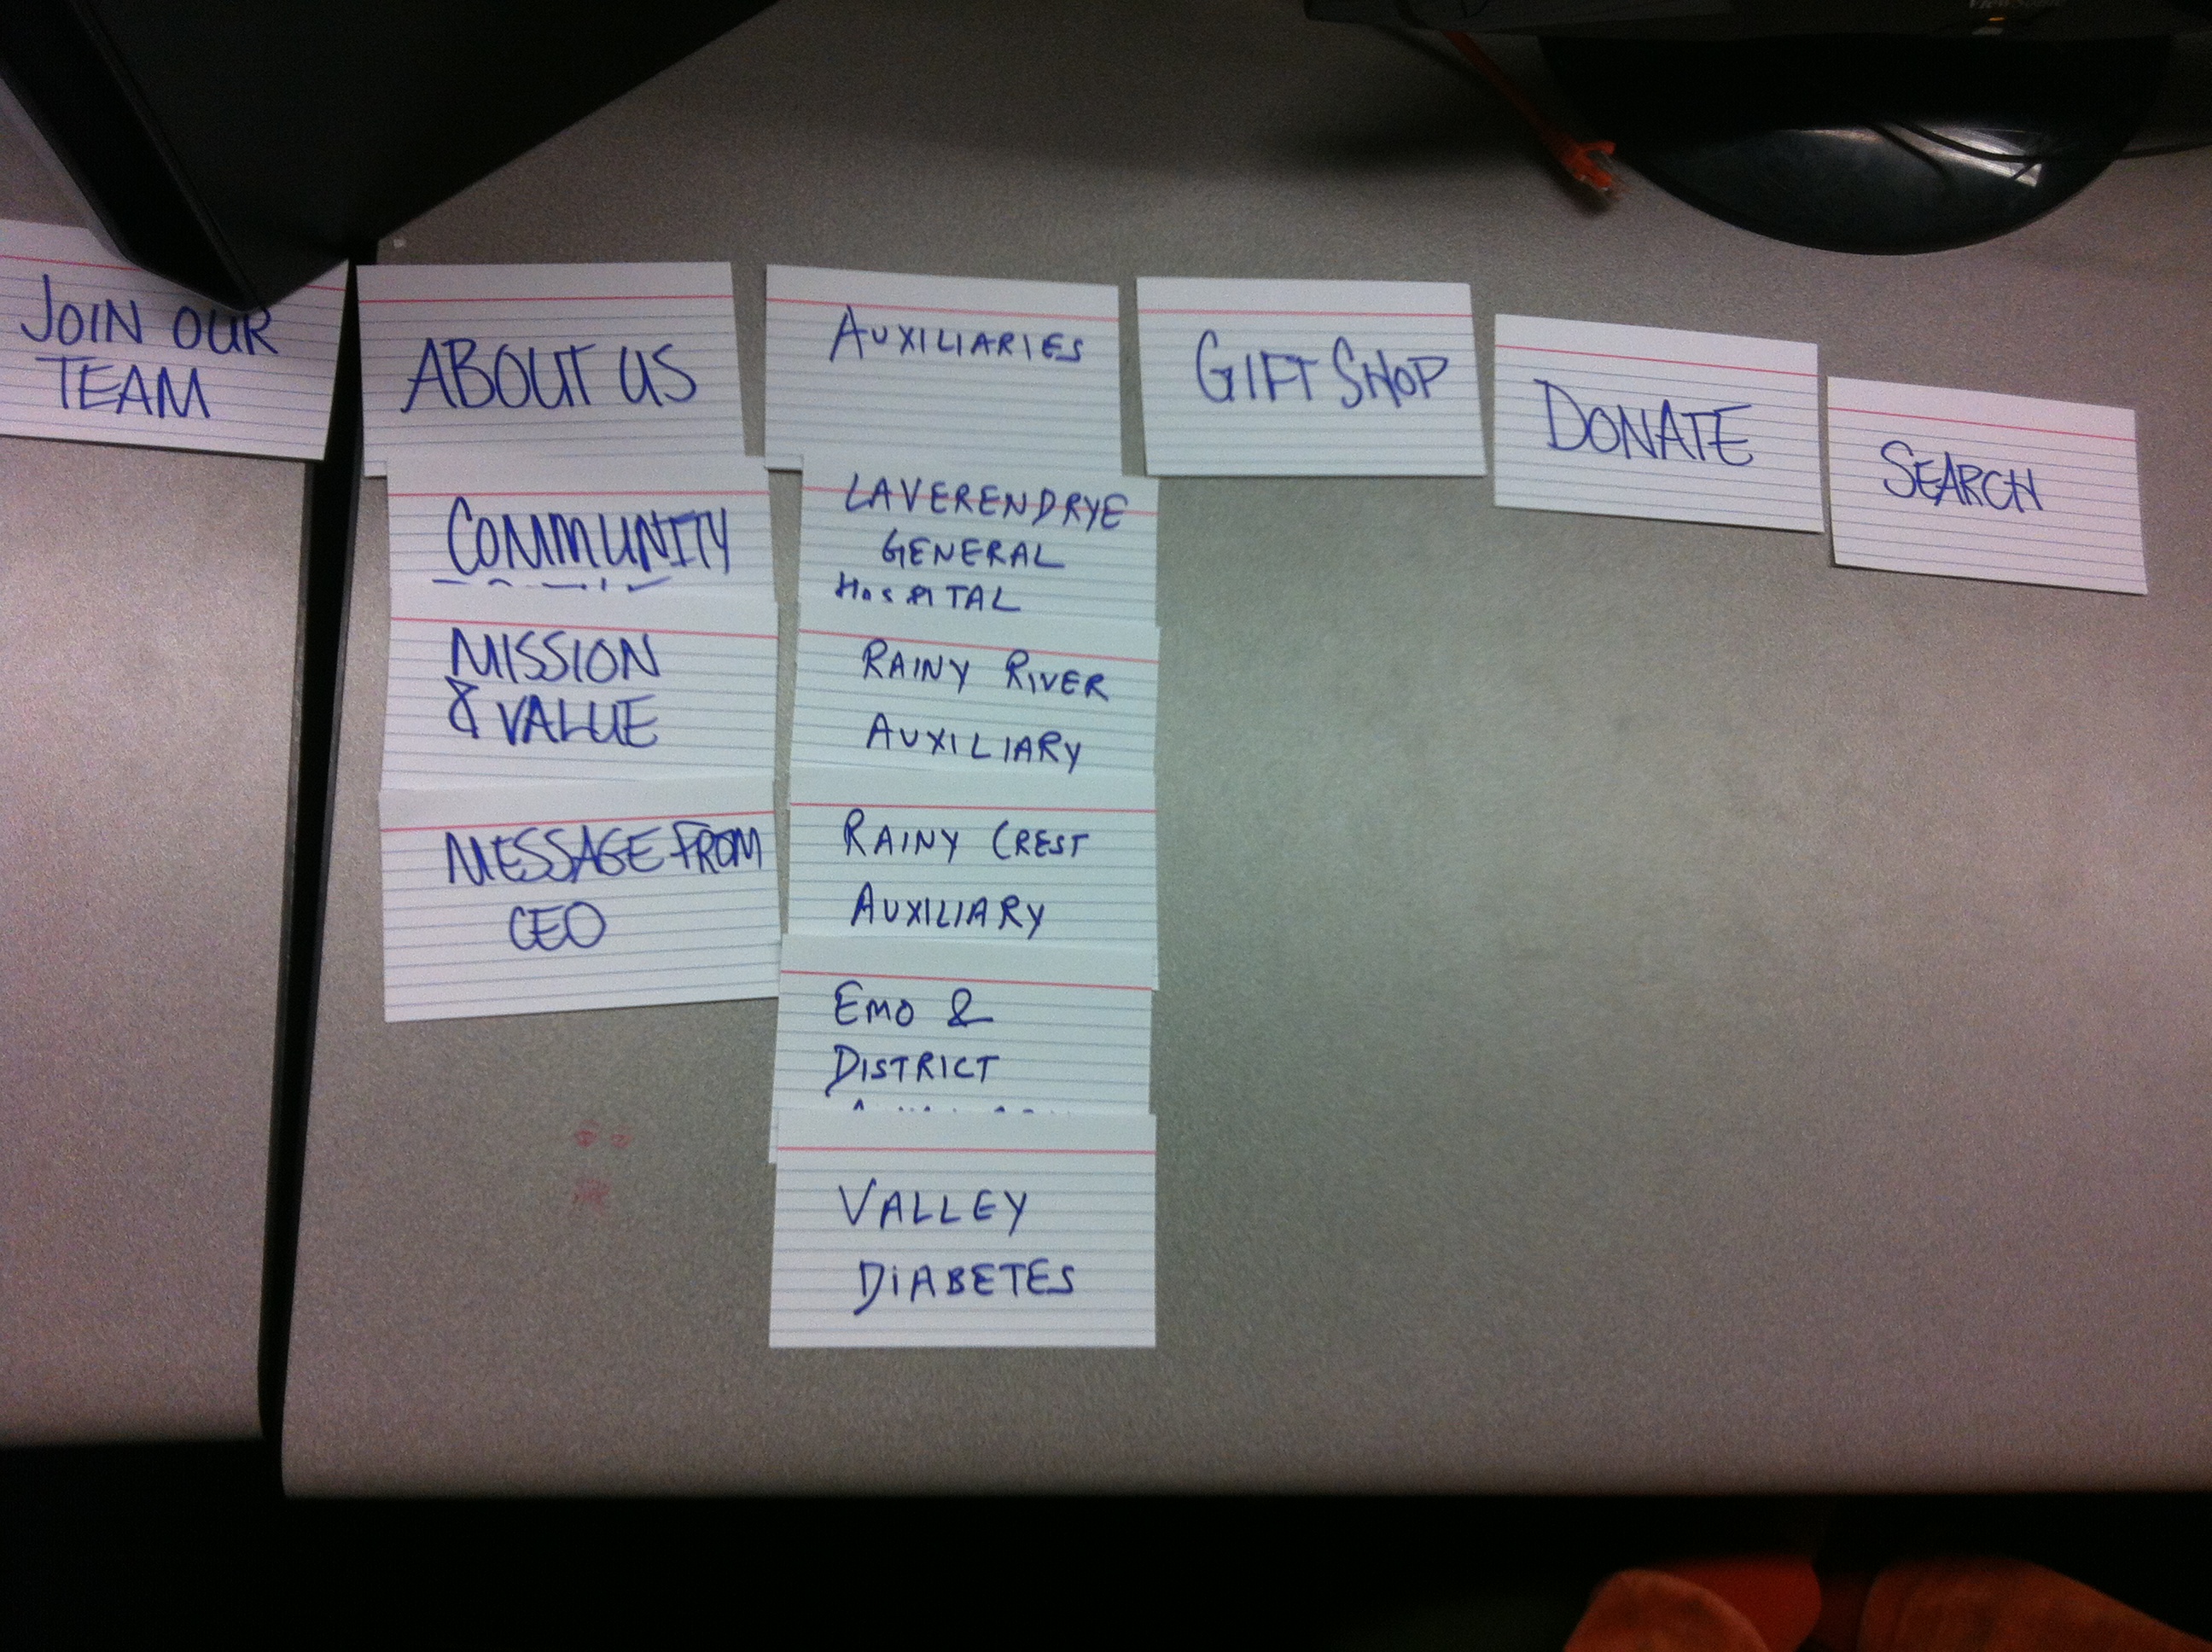 JOIN OUR
TEAM
ABOUT US
COMMUNITY
MISSION
& VALUE
MESSAGE FROM
CEO
AUXILIARIES
LAVERENDRYE
GENERAL
HOSPITAL
RAINY RIVER
AUXILIARY
RAINY CREST
AUXILIARY
EMO &
DISTRICT
VALLEY
DIABETES
GIFT SHOP
DONATE
SEARCH